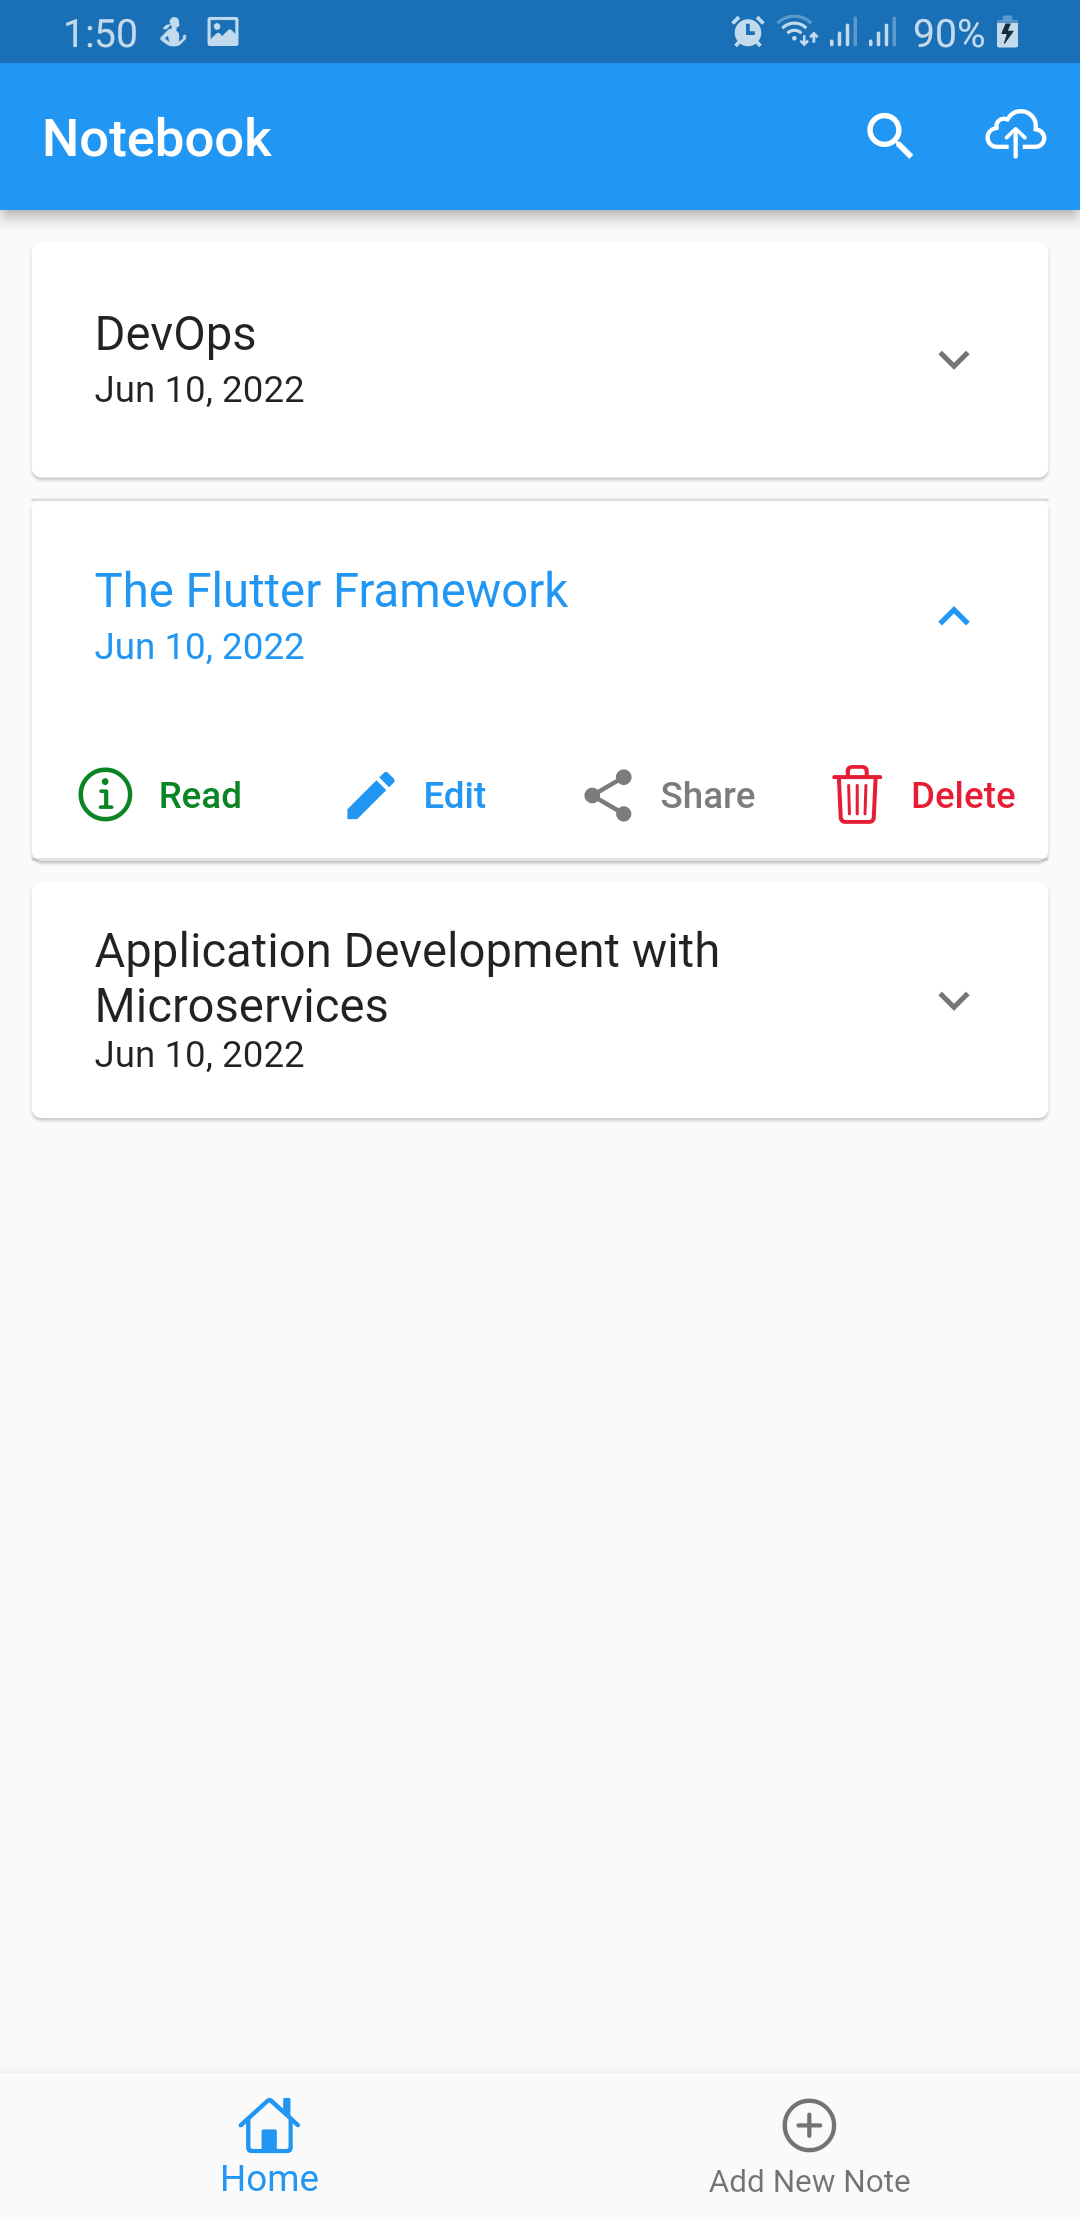 1:50 90%
Notebook
DevOps
Jun 10, 2022
The Flutter Framework
Jun 10, 2022
Read Edit Share Delete
Application Development with
Microservices
Jun 10, 2022
Home Add New Note